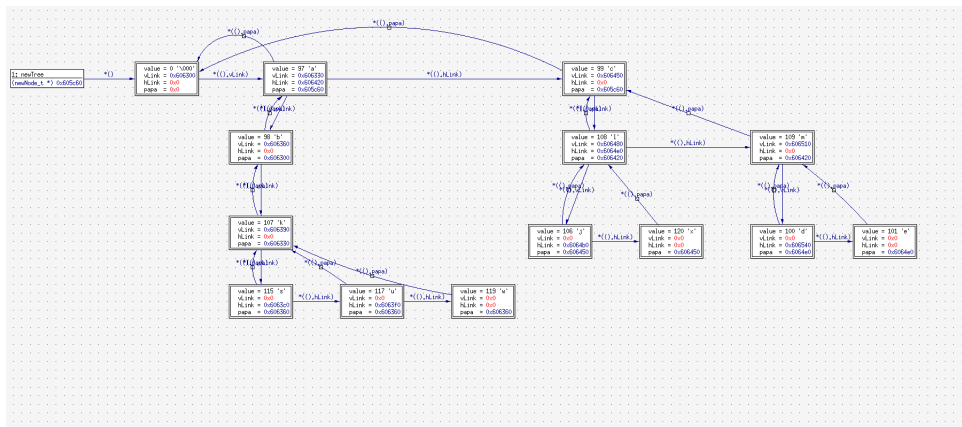 *(().papa)
*(().papa)
1: newTree
(newNode_t *) 0x605c60
*()
value = 0 '\000'
vLink = 0x606300
hLink = 0x0
papa = 0x0
*(().vLink)
value = 97 'a'
vLink = 0x606330
hLink = 0x606420
papa = 0x605c60
*(().hLink)
value = 99 'c'
vLink = 0x606450
hLink = 0x0
papa = 0x605c60
*(().papa)
value = 98 'b'
vLink = 0x606360
hLink = 0x0
papa = 0x606300
value = 108 'l'
vLink = 0x606480
hLink = 0x6064e0
papa = 0x606420
*(().hLink)
value = 109 'm'
vLink = 0x606510
hLink = 0x0
papa = 0x606420
*(().papa)
*(().papa)
*(().papa)
value = 107 'k'
vLink = 0x606390
hLink = 0x0
papa = 0x606330
value = 106 'j'
vLink = 0x0
hLink = 0x6064b0
papa = 0x606450
*(().hLink)
value = 120 'x'
vLink = 0x0
hLink = 0x0
papa = 0x606450
value = 100 'd'
vLink = 0x0
hLink = 0x606540
papa = 0x6064e0
*(().hLink)
value = 101 'e'
vLink = 0x0
hLink = 0x0
papa = 0x6064e0
*(().papa)
*(().papa)
value = 115 's'
vLink = 0x0
hLink = 0x6063c0
papa = 0x606360
*(().hLink)
value = 117 'u'
vLink = 0x0
hLink = 0x6063f0
papa = 0x606360
*(().hLink)
value = 119 'w'
vLink = 0x0
hLink = 0x0
papa = 0x606360